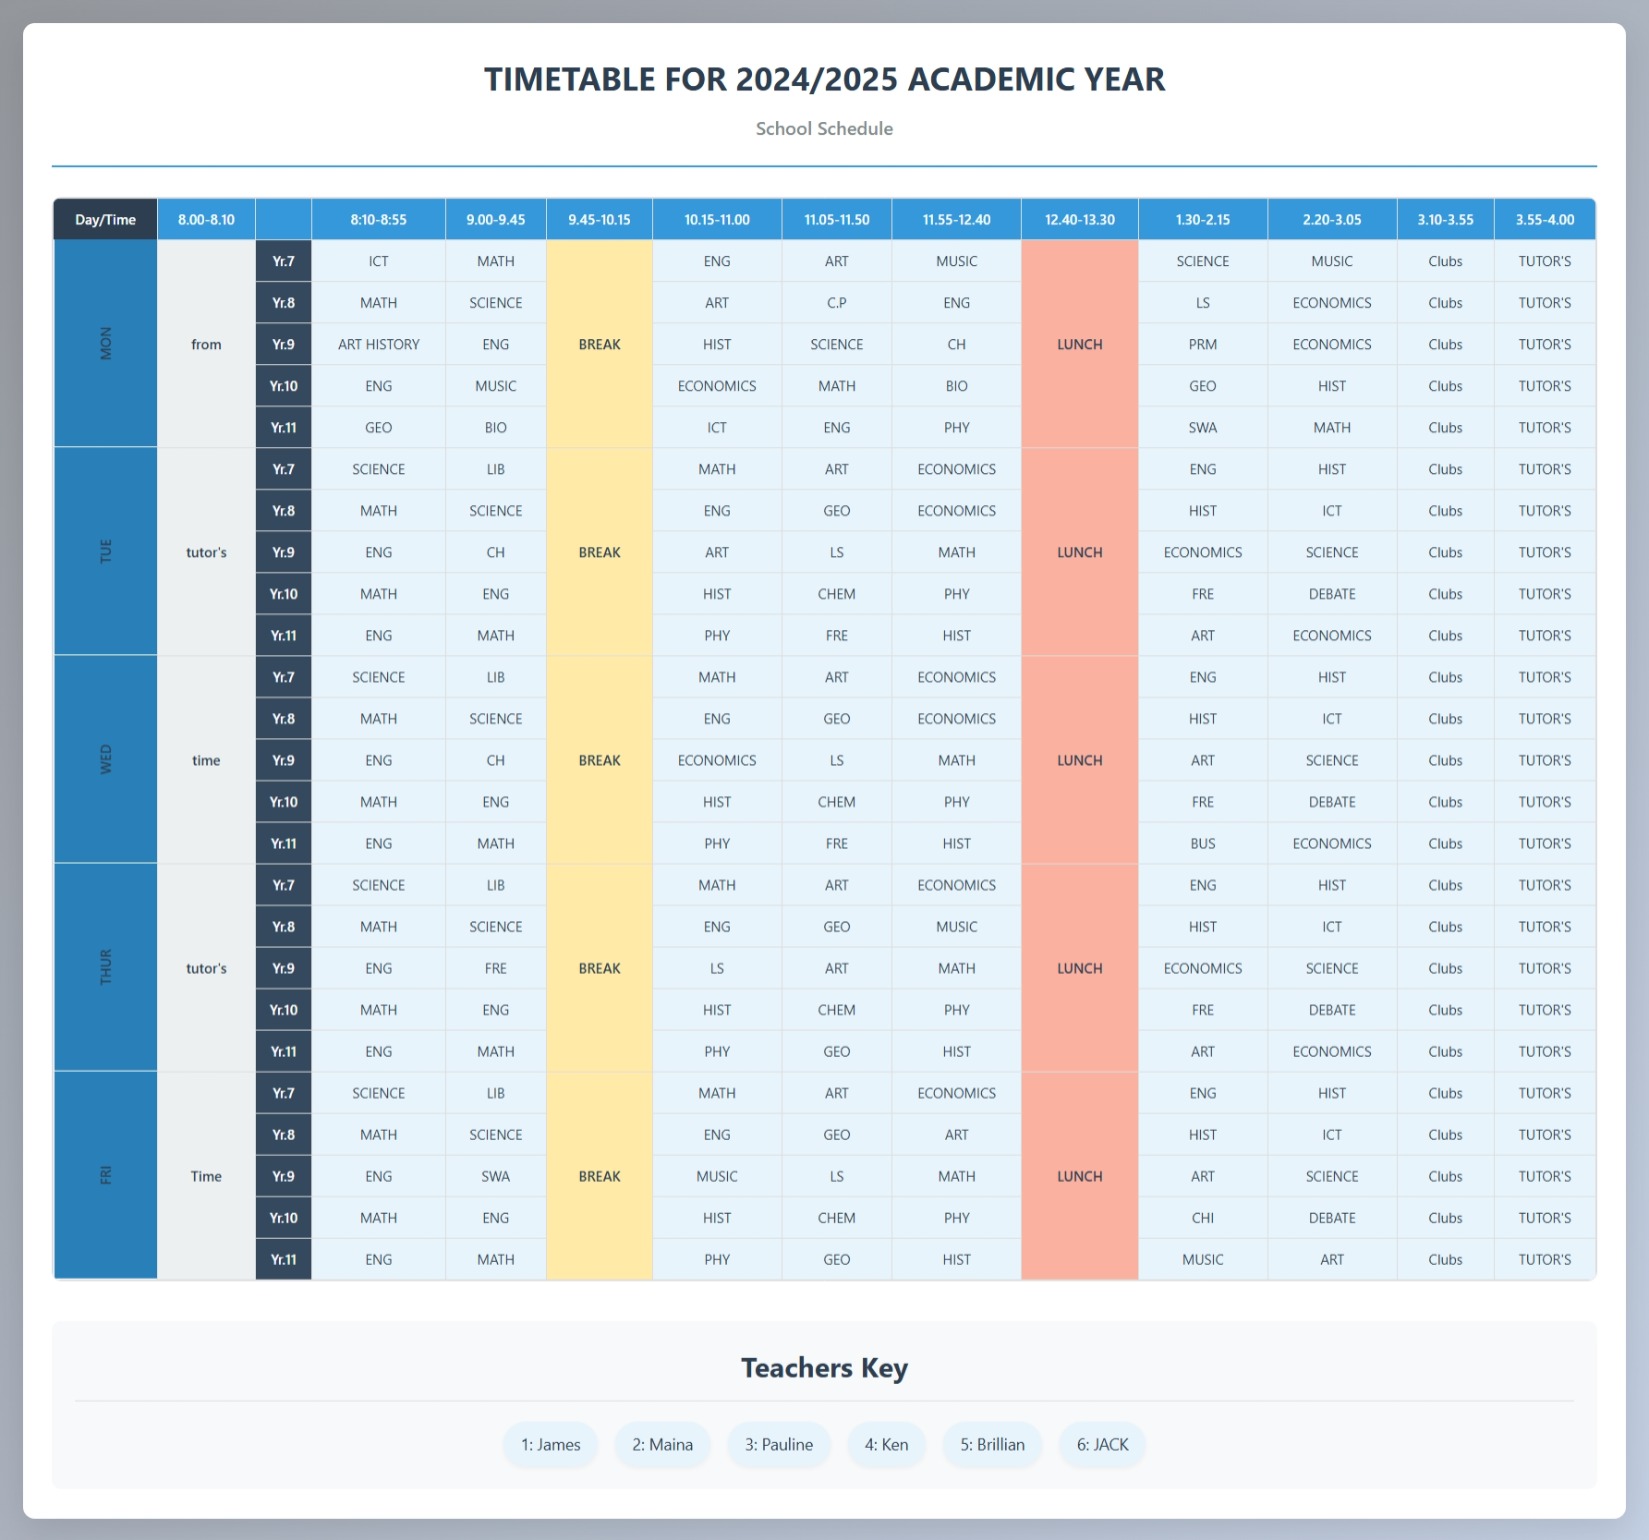 TIMETABLE FOR 2024/2025 ACADEMIC YEAR
School Schedule
Day/Time 8.00-8.10 8:10-8:55 9.00-9.45 9.45-10.15 10.15-11.00 11.05-11.50 11.55-12.40 12.40-13.30 1.30-2.15 2.20-3.05 3.10-3.55 3.55-4.00
Yr.7 ICT MATH ENG ART MUSIC SCIENCE MUSIC Clubs TUTOR'S
Yr.8 MATH SCIENCE ART C.P ENG LS ECONOMICS Clubs TUTOR'S
MON from Yr.9 ART HISTORY ENG BREAK HIST SCIENCE CH LUNCH PRM ECONOMICS Clubs TUTOR'S
Yr.10 ENG MUSIC ECONOMICS MATH BIO GEO HIST Clubs TUTOR'S
Yr.11 GEO BIO ICT ENG PHY SWA MATH Clubs TUTOR'S
Yr.7 SCIENCE LIB MATH ART ECONOMICS ENG HIST Clubs TUTOR'S
Yr.8 MATH SCIENCE ENG GEO ECONOMICS HIST ICT Clubs TUTOR'S
TUE tutor's Yr.9 ENG CH BREAK ART LS MATH LUNCH ECONOMICS SCIENCE Clubs TUTOR'S
Yr.10 MATH ENG HIST CHEM PHY FRE DEBATE Clubs TUTOR'S
Yr.11 ENG MATH PHY FRE HIST ART ECONOMICS Clubs TUTOR'S
Yr.7 SCIENCE LIB MATH ART ECONOMICS ENG HIST Clubs TUTOR'S
Yr.8 MATH SCIENCE ENG GEO ECONOMICS HIST ICT Clubs TUTOR'S
WED time Yr.9 ENG CH BREAK ECONOMICS LS MATH LUNCH ART SCIENCE Clubs TUTOR'S
Yr.10 MATH ENG HIST CHEM PHY FRE DEBATE Clubs TUTOR'S
Yr.11 ENG MATH PHY FRE HIST BUS ECONOMICS Clubs TUTOR'S
Yr.7 SCIENCE LIB MATH ART ECONOMICS ENG HIST Clubs TUTOR'S
Yr.8 MATH SCIENCE ENG GEO MUSIC HIST ICT Clubs TUTOR'S
THUR tutor's Yr.9 ENG FRE BREAK LS ART MATH LUNCH ECONOMICS SCIENCE Clubs TUTOR'S
Yr.10 MATH ENG HIST CHEM PHY FRE DEBATE Clubs TUTOR'S
Yr.11 ENG MATH PHY GEO HIST ART ECONOMICS Clubs TUTOR'S
Yr.7 SCIENCE LIB MATH ART ECONOMICS ENG HIST Clubs TUTOR'S
Yr.8 MATH SCIENCE ENG GEO ART HIST ICT Clubs TUTOR'S
FRI Time Yr.9 ENG SWA BREAK MUSIC LS MATH LUNCH ART SCIENCE Clubs TUTOR'S
Yr.10 MATH ENG HIST CHEM PHY CHI DEBATE Clubs TUTOR'S
Yr.11 ENG MATH PHY GEO HIST MUSIC ART Clubs TUTOR'S
Teachers Key
1: James 2: Maina 3: Pauline 4: Ken 5: Brillian 6: JACK